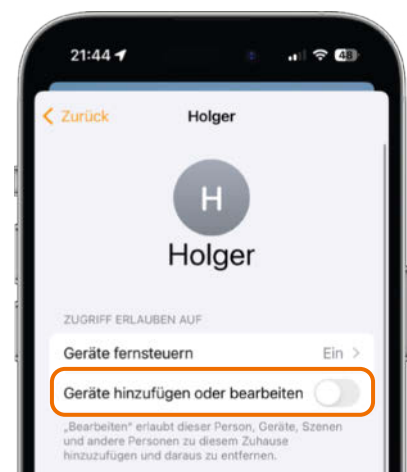 21:44
48
Zurück
Holger
H
Holger
ZUGRIFF ERLAUBEN AUF
Geräte fernsteuern Ein
Geräte hinzufügen oder bearbeiten
„Bearbeiten“ erlaubt dieser Person, Geräte, Szenen
und andere Personen zu diesem Zuhause
hinzuzufügen und daraus zu entfernen.